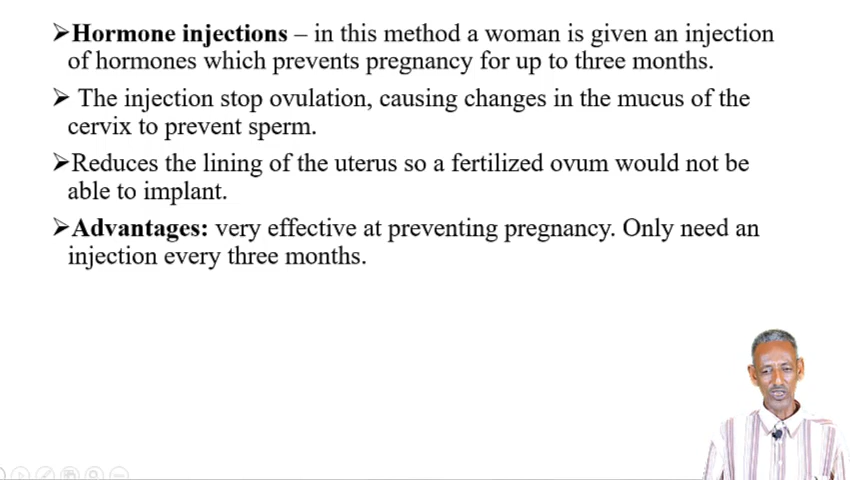 ➢Hormone injections – in this method a woman is given an injection
of hormones which prevents pregnancy for up to three months.
➢ The injection stop ovulation, causing changes in the mucus of the
cervix to prevent sperm.
➢Reduces the lining of the uterus so a fertilized ovum would not be
able to implant.
➢Advantages: very effective at preventing pregnancy. Only need an
injection every three months.